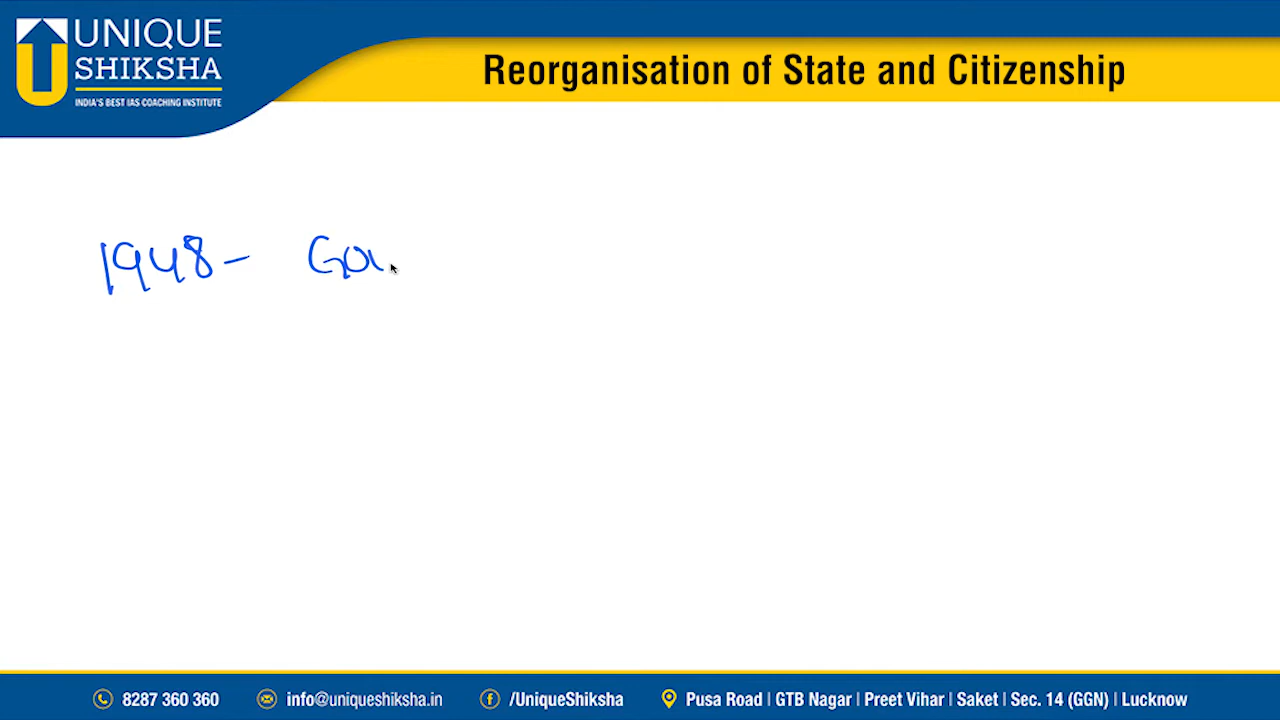 UNIQUE
SHIKSHA
INDIA'S BEST IAS COACHING INSTITUTE
Reorganisation of State and Citizenship
1948 -
8287 360 360 info@uniqueshiksha.in /UniqueShiksha Pusa Road | GTB Nagar | Preet Vihar | Saket | Sec. 14 (GGN) | Lucknow